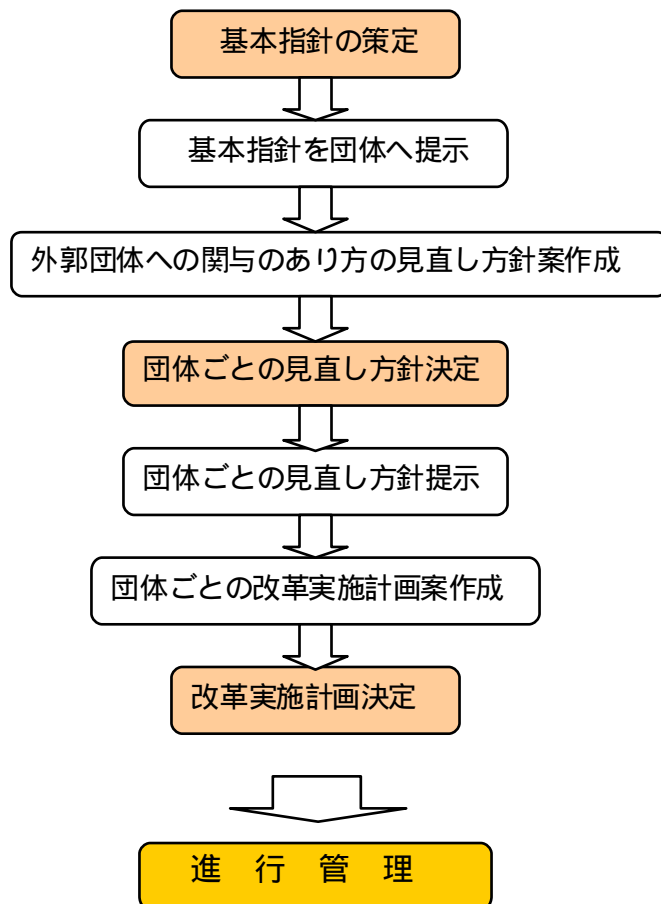 基本指針の策定
基本指針を団体へ提示
外郭団体への関与のあり方の見直し方針案作成
団体ごとの見直し方針決定
団体ごとの見直し方針提示
団体ごとの改革実施計画案作成
改革実施計画決定
進　行　管　理